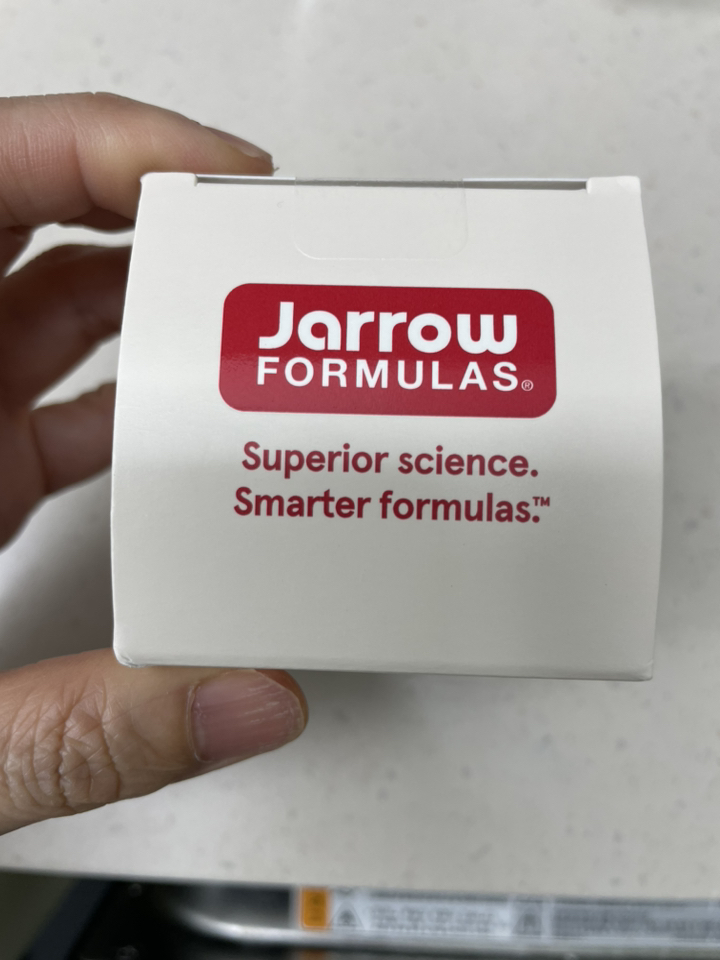 Jarrow
FORMULAS®
Superior science.
Smarter formulas.™